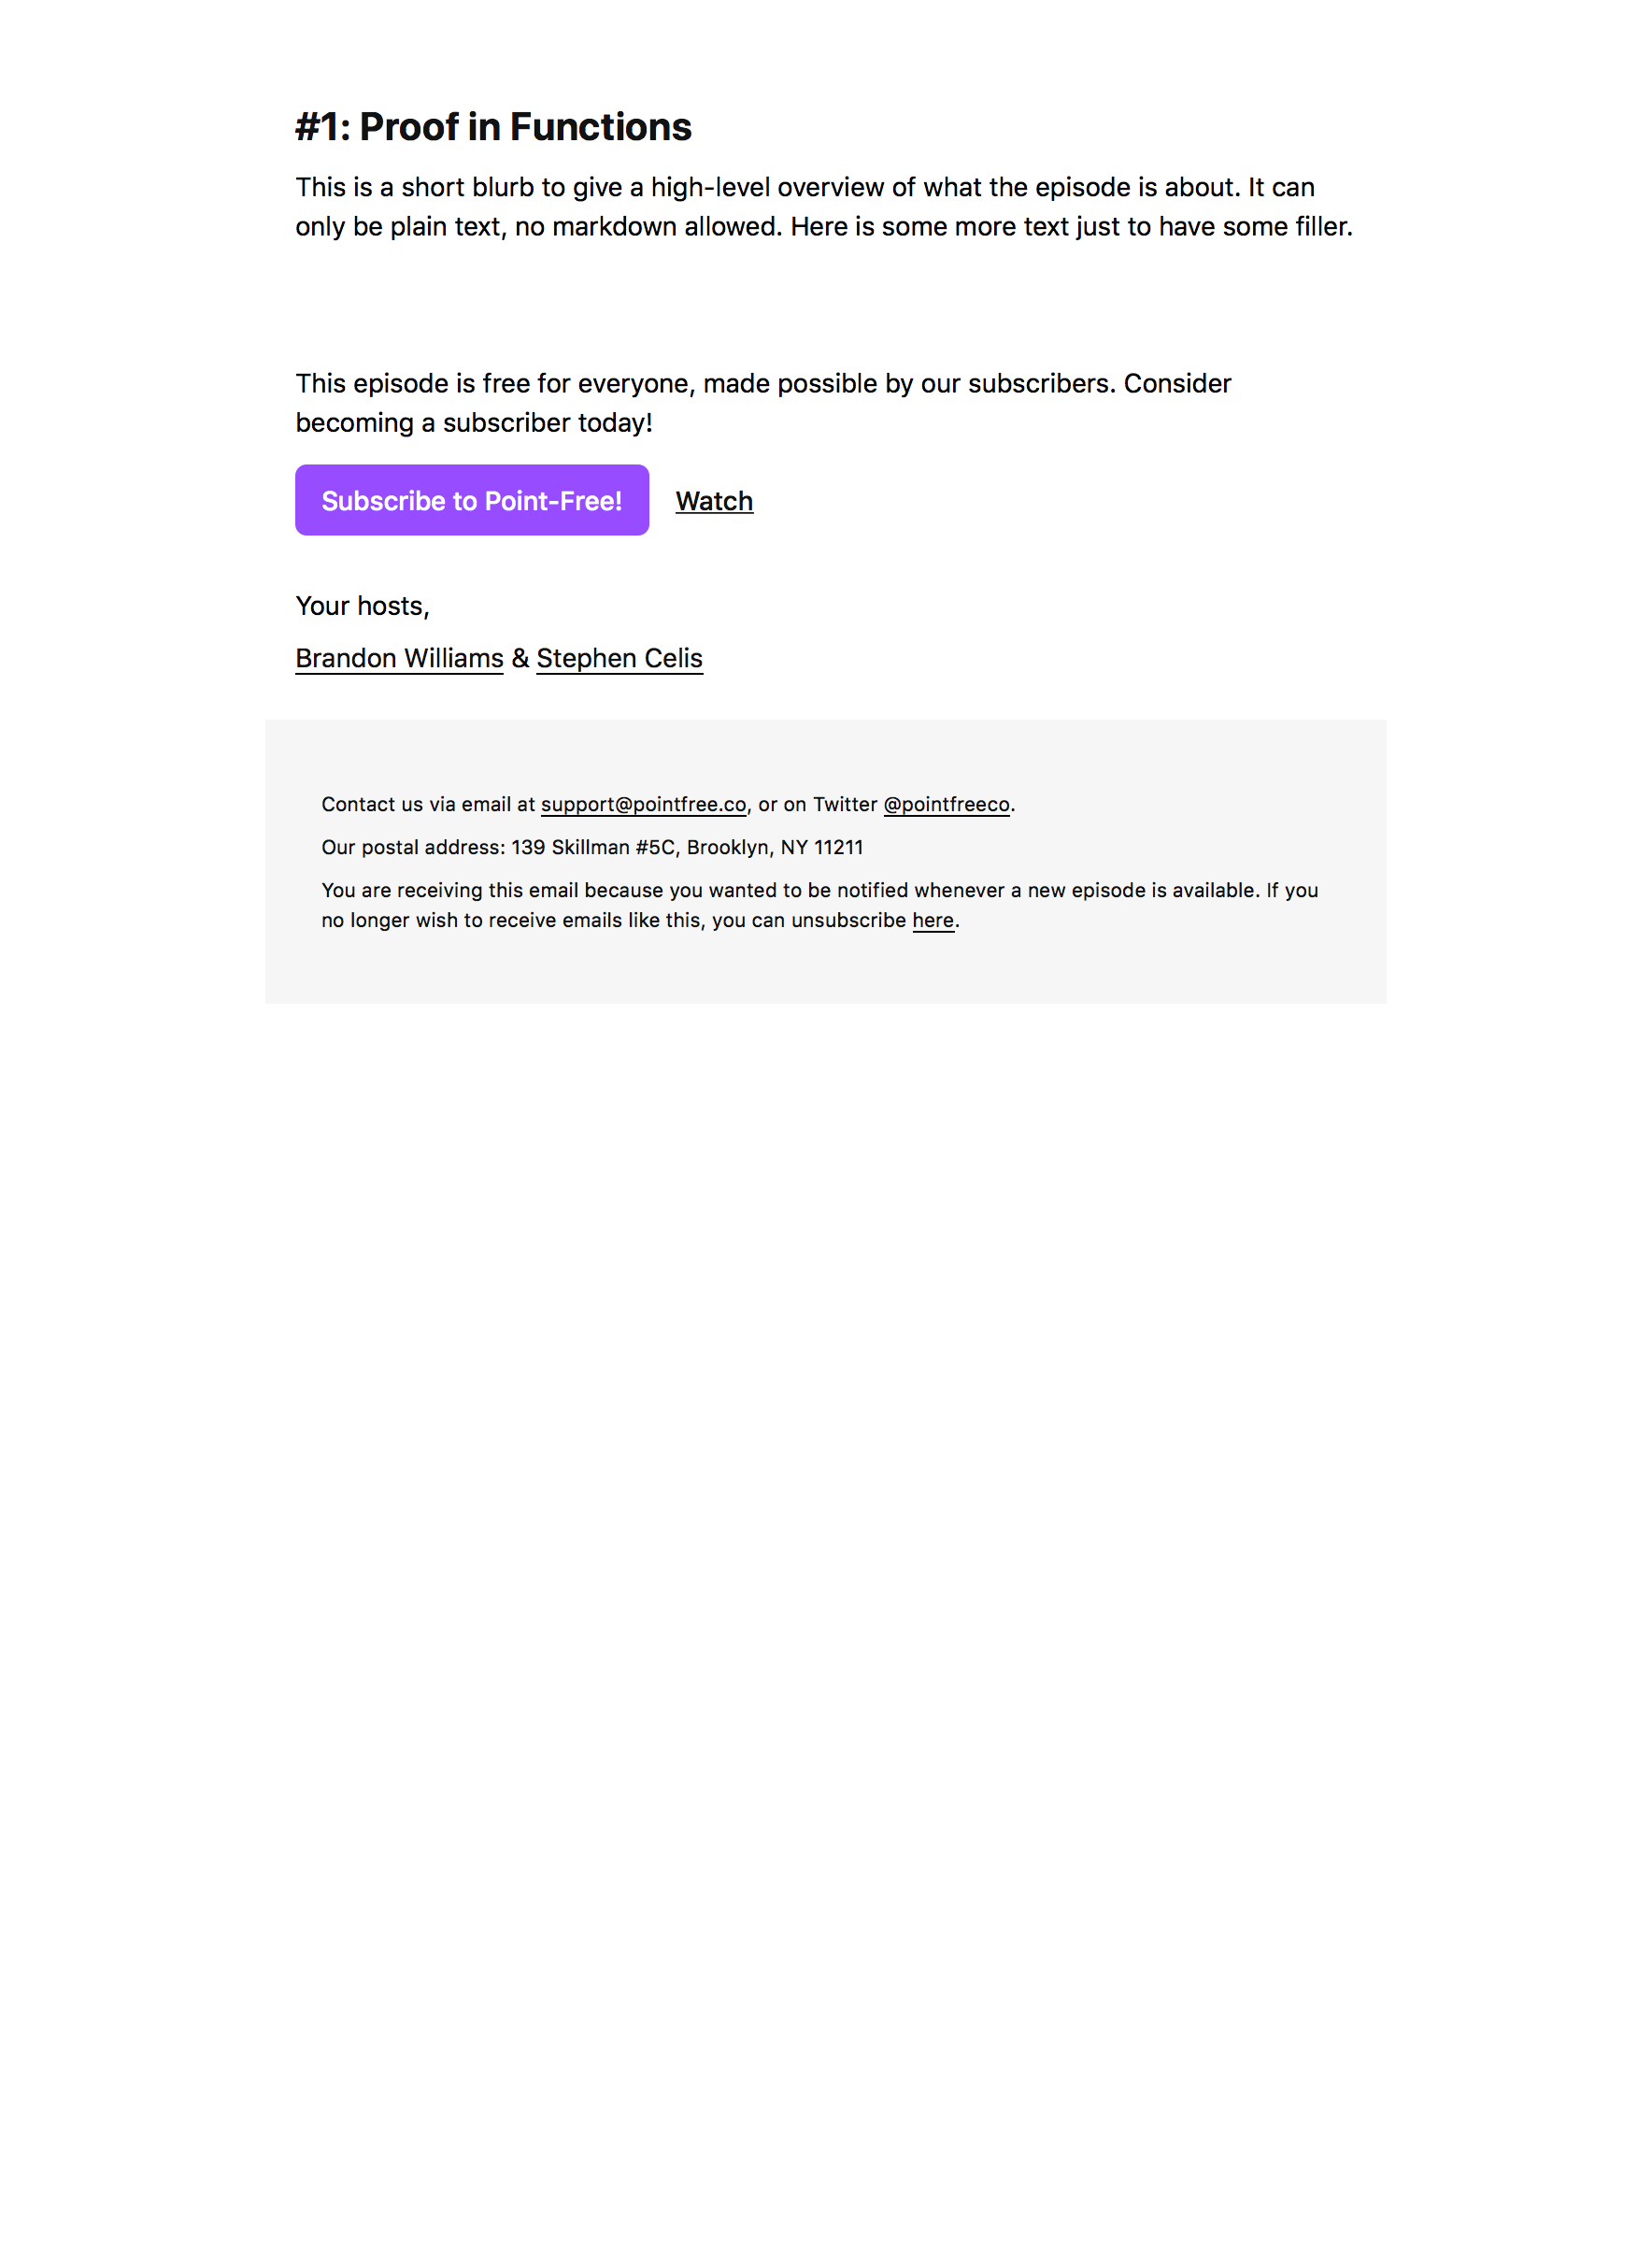 #1: Proof in Functions
This is a short blurb to give a high-level overview of what the episode is about. It can
only be plain text, no markdown allowed. Here is some more text just to have some filler.
This episode is free for everyone, made possible by our subscribers. Consider
becoming a subscriber today!
Subscribe to Point-Free! Watch
Your hosts,
Brandon Williams & Stephen Celis
Contact us via email at support@pointfree.co, or on Twitter @pointfreeco.
Our postal address: 139 Skillman #5C, Brooklyn, NY 11211
You are receiving this email because you wanted to be notified whenever a new episode is available. If you
no longer wish to receive emails like this, you can unsubscribe here.